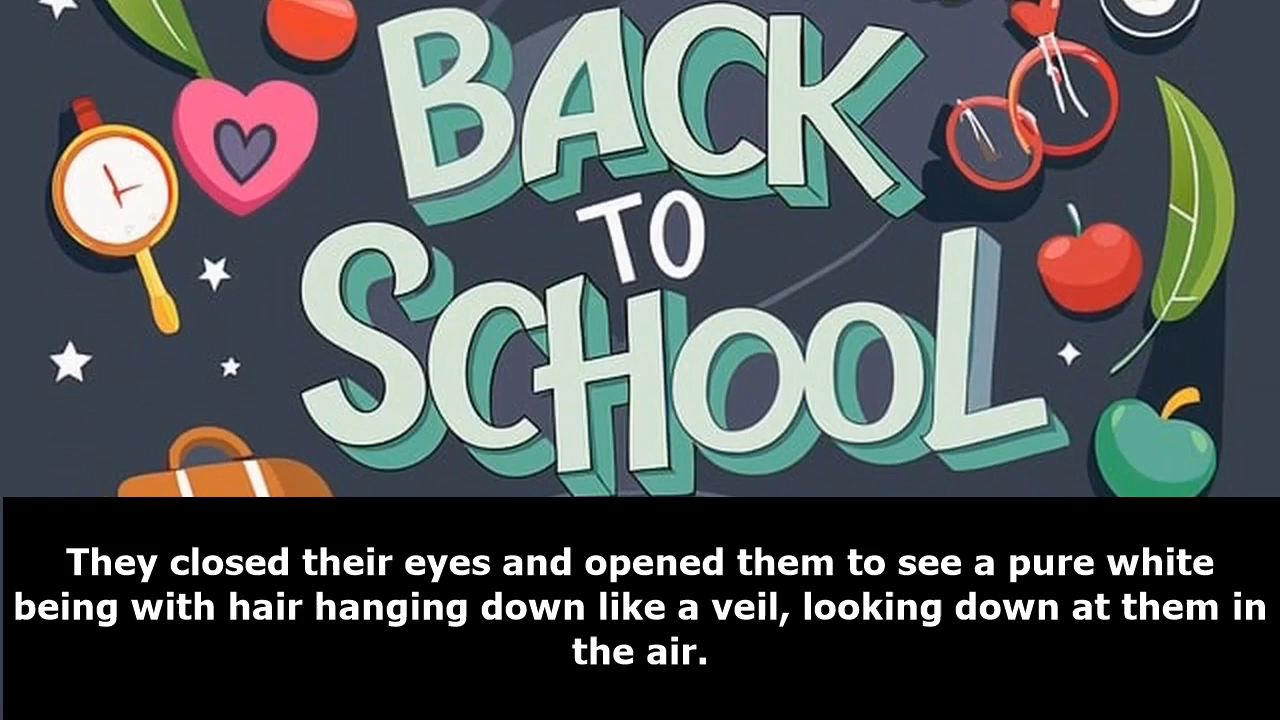 BACK
TO
SCHOOL
They closed their eyes and opened them to see a pure white
being with hair hanging down like a veil, looking down at them in
the air.